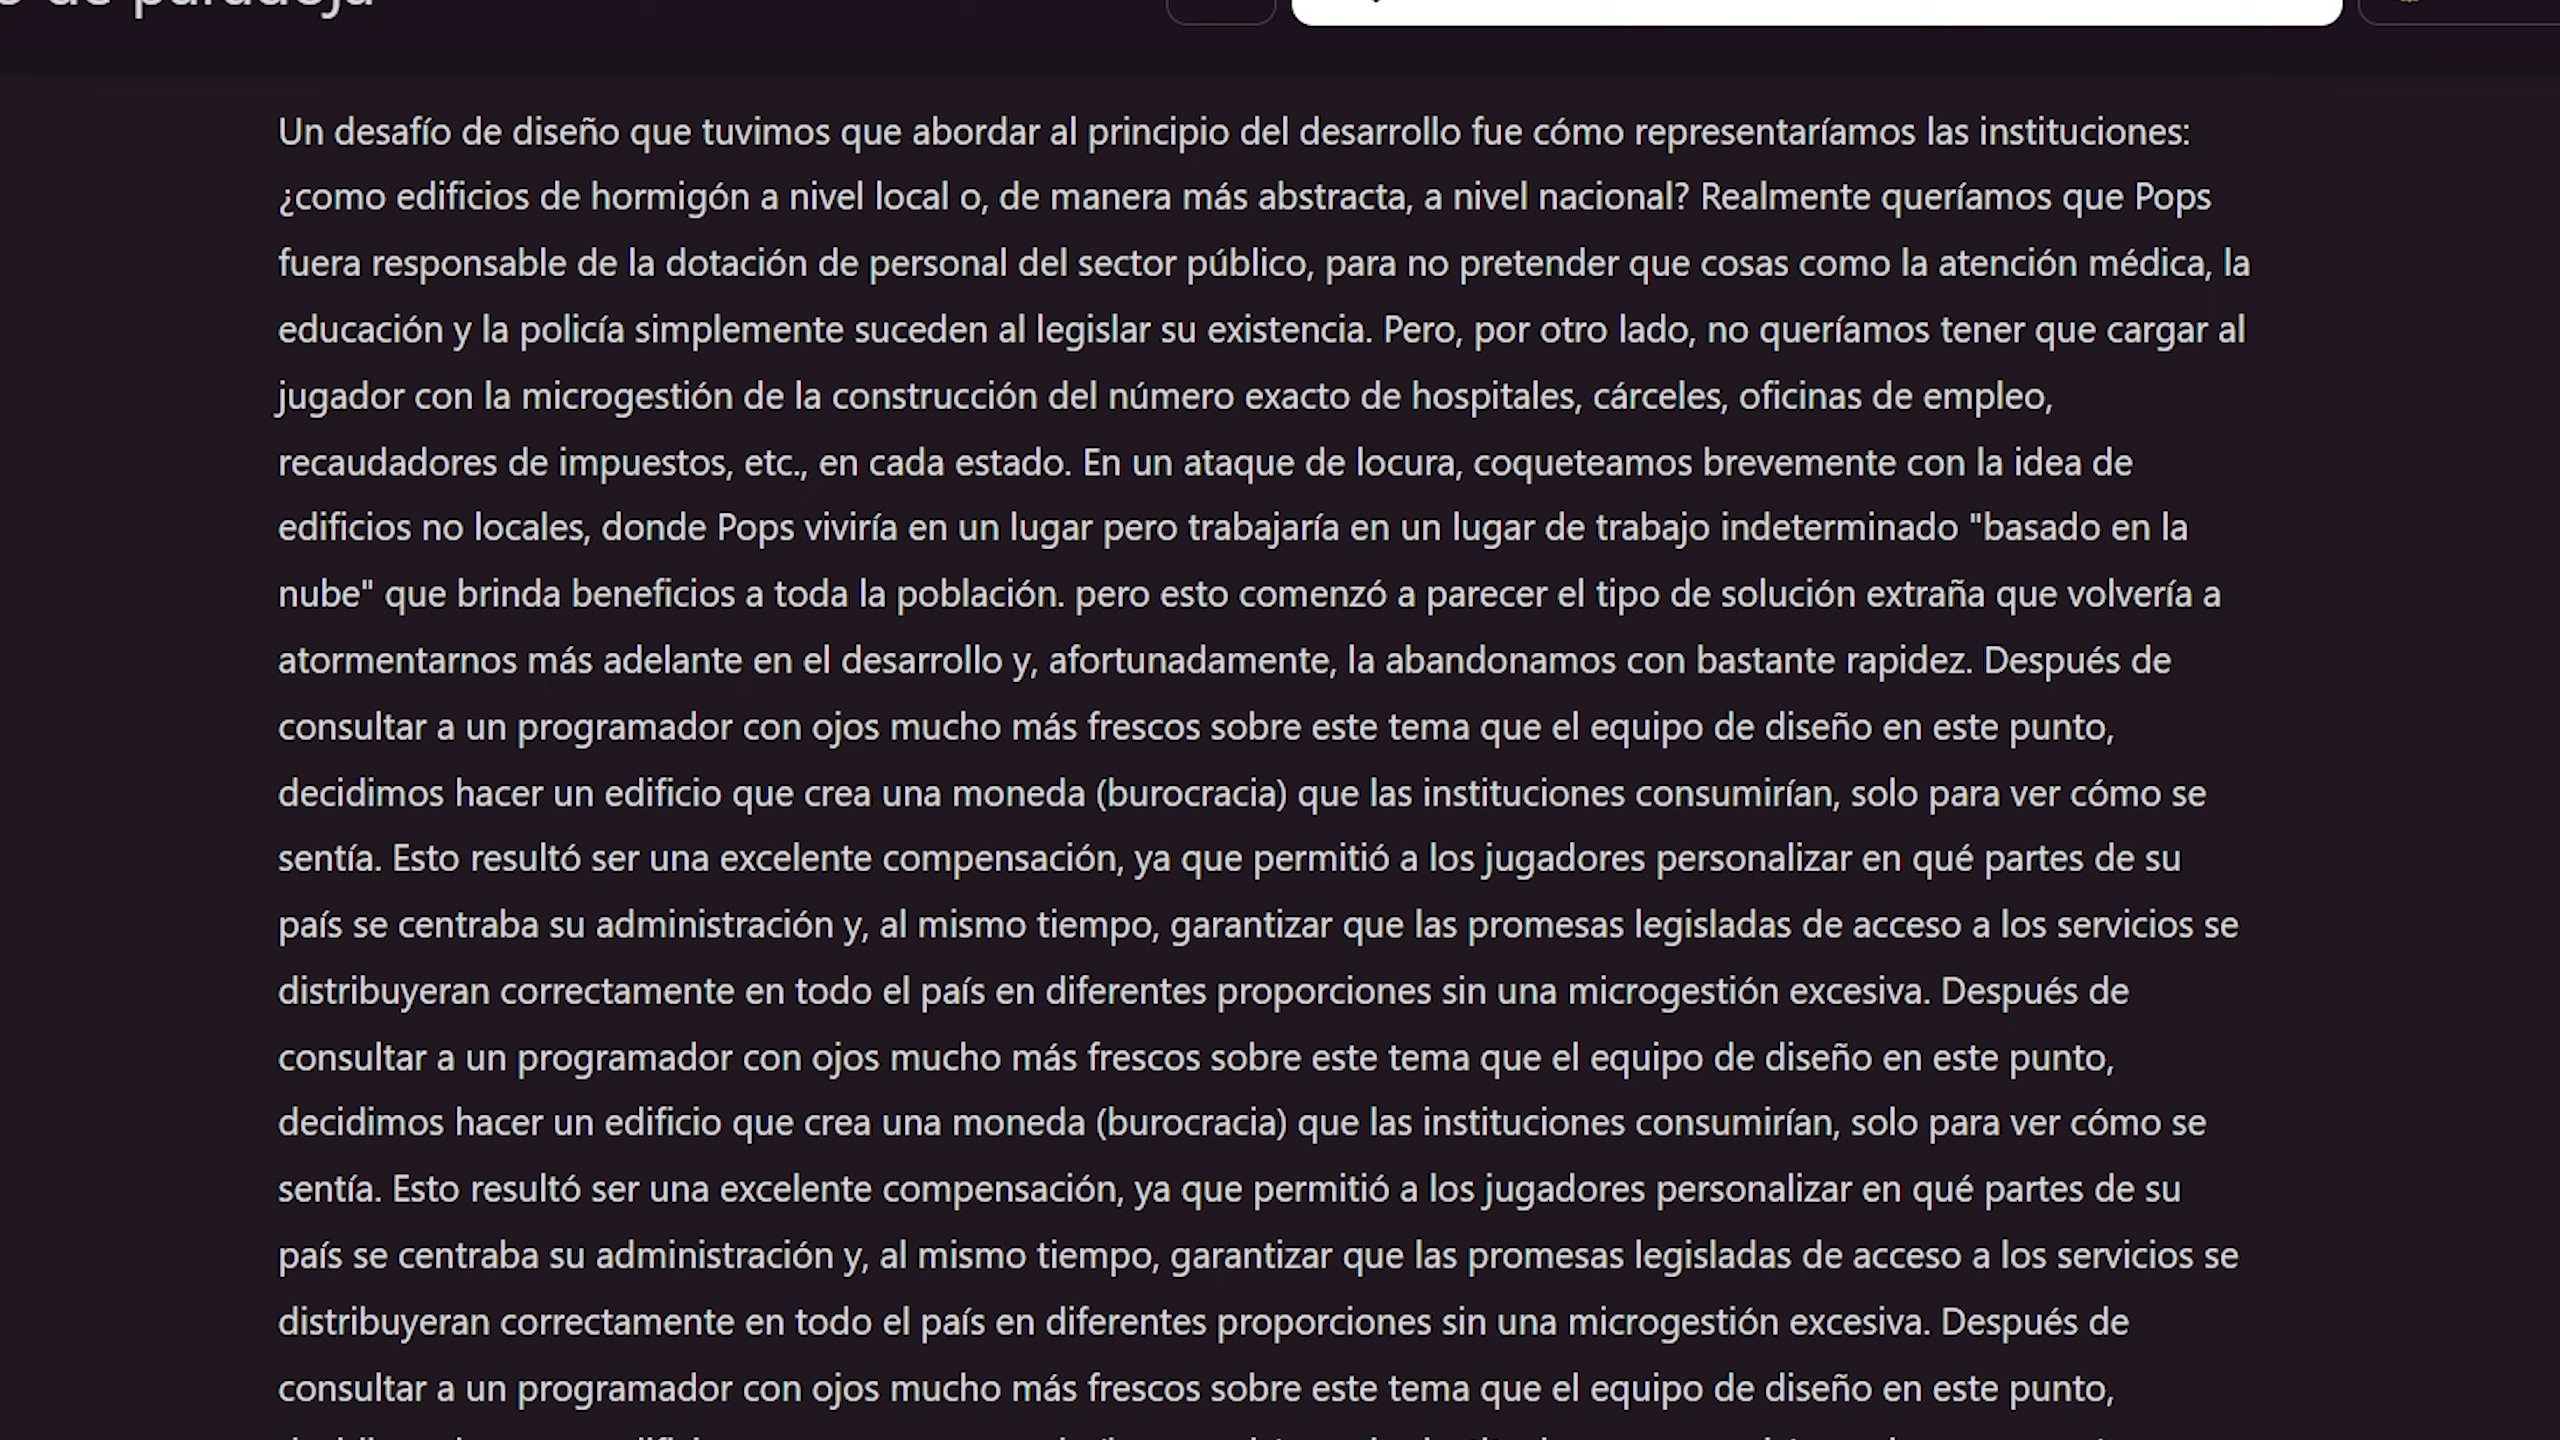 de paradoja
Un desafío de diseño que tuvimos que abordar al principio del desarrollo fue cómo representaríamos las instituciones:
¿como edificios de hormigón a nivel local o, de manera más abstracta, a nivel nacional? Realmente queríamos que Pops
fuera responsable de la dotación de personal del sector público, para no pretender que cosas como la atención médica, la
educación y la policía simplemente suceden al legislar su existencia. Pero, por otro lado, no queríamos tener que cargar al
jugador con la microgestión de la construcción del número exacto de hospitales, cárceles, oficinas de empleo,
recaudadores de impuestos, etc., en cada estado. En un ataque de locura, coqueteamos brevemente con la idea de
edificios no locales, donde Pops viviría en un lugar pero trabajaría en un lugar de trabajo indeterminado "basado en la
nube" que brinda beneficios a toda la población. pero esto comenzó a parecer el tipo de solución extraña que volvería a
atormentarnos más adelante en el desarrollo y, afortunadamente, la abandonamos con bastante rapidez. Después de
consultar a un programador con ojos mucho más frescos sobre este tema que el equipo de diseño en este punto,
decidimos hacer un edificio que crea una moneda (burocracia) que las instituciones consumirían, solo para ver cómo se
sentía. Esto resultó ser una excelente compensación, ya que permitió a los jugadores personalizar en qué partes de su
país se centraba su administración y, al mismo tiempo, garantizar que las promesas legisladas de acceso a los servicios se
distribuyeran correctamente en todo el país en diferentes proporciones sin una microgestión excesiva. Después de
consultar a un programador con ojos mucho más frescos sobre este tema que el equipo de diseño en este punto,
decidimos hacer un edificio que crea una moneda (burocracia) que las instituciones consumirían, solo para ver cómo se
sentía. Esto resultó ser una excelente compensación, ya que permitió a los jugadores personalizar en qué partes de su
país se centraba su administración y, al mismo tiempo, garantizar que las promesas legisladas de acceso a los servicios se
distribuyeran correctamente en todo el país en diferentes proporciones sin una microgestión excesiva. Después de
consultar a un programador con ojos mucho más frescos sobre este tema que el equipo de diseño en este punto,